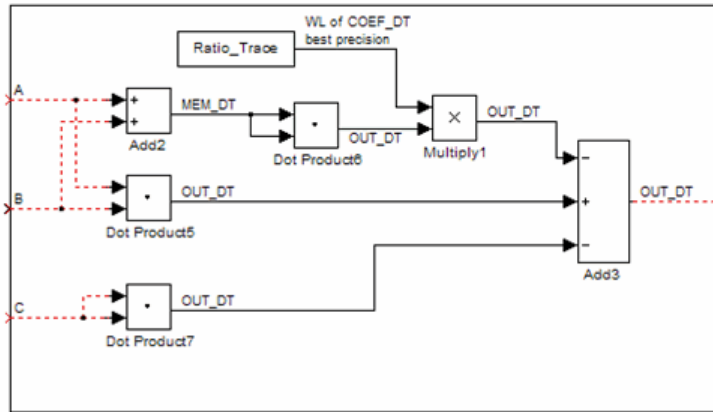 WL of COEF_DT
best precision
Ratio_Trace
A
+
+
MEM_DT
Add2
OUT_DT
Dot Product6
×
OUT_DT
Multiply1
−
B
OUT_DT
+
OUT_DT
Dot Product5
−
Add3
C
OUT_DT
Dot Product7